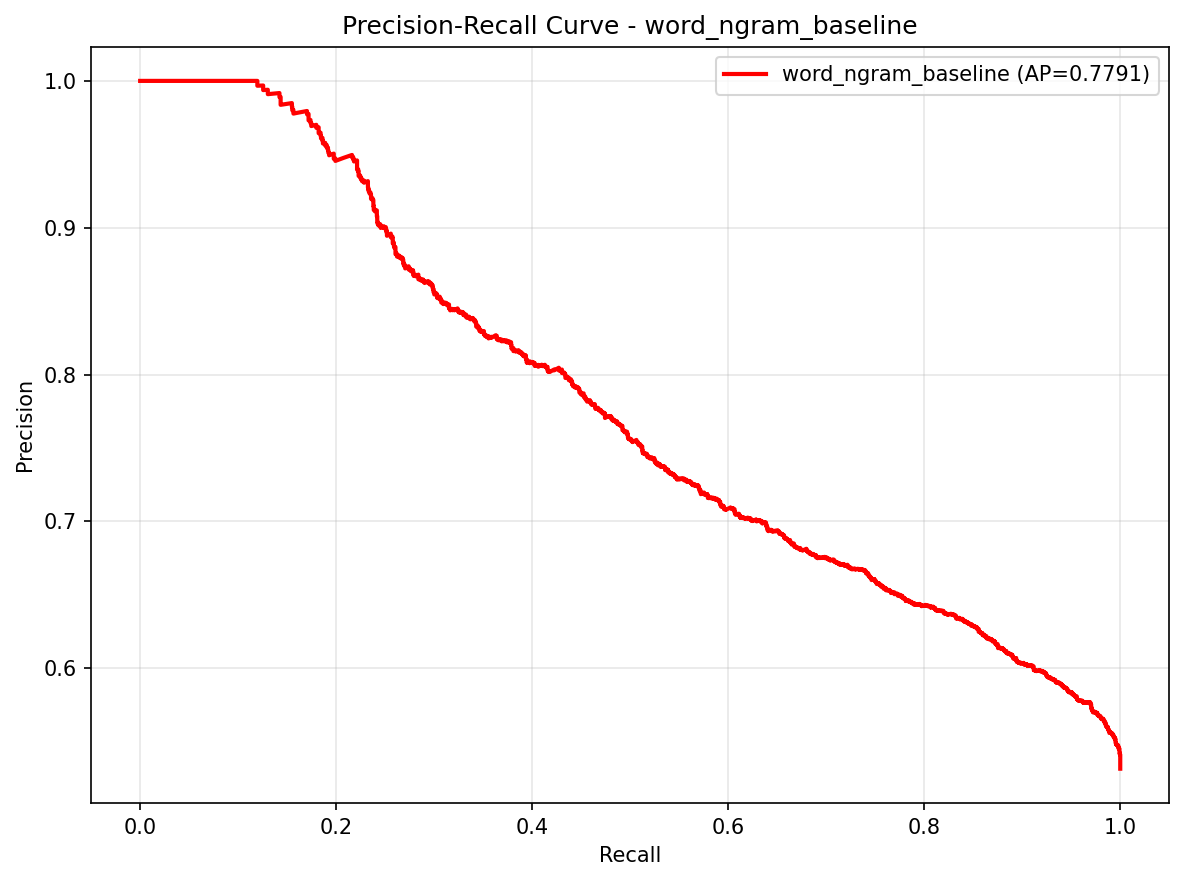 Precision-Recall Curve - word_ngram_baseline
word_ngram_baseline (AP=0.7791)
1.0
0.9
0.8
0.7
0.6
Precision
0.0 0.2 0.4 0.6 0.8 1.0
Recall